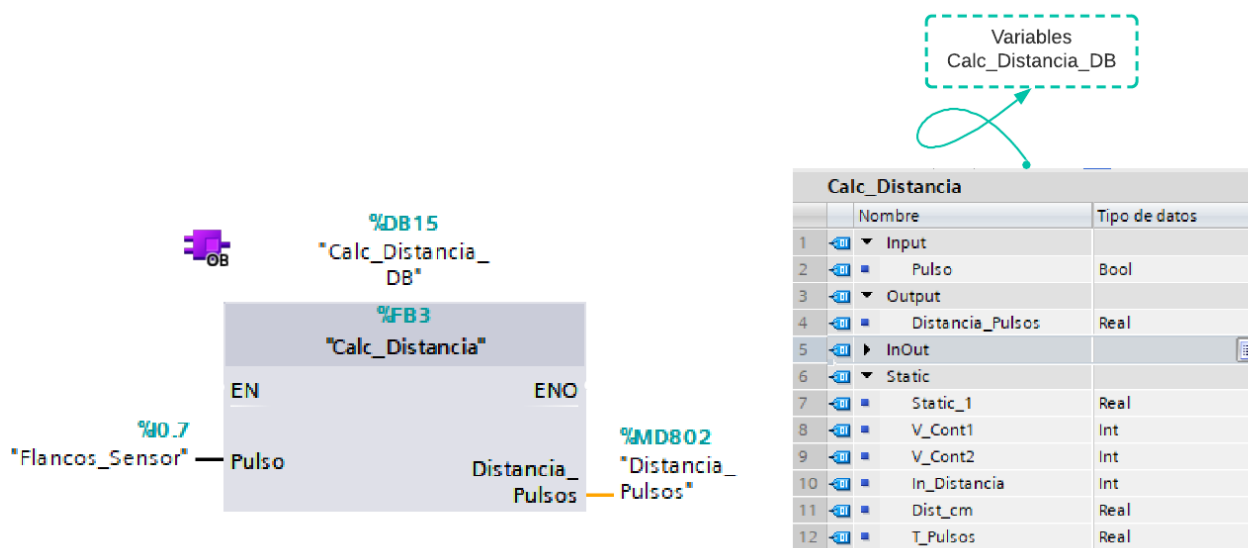 Variables
Calc_Distancia_DB
%DB15
"Calc_Distancia_
DB"
OB
%FB3
"Calc_Distancia"
EN ENO
%I0.7
"Flancos_Sensor"
Pulso
Distancia_
Pulsos
%MD802
"Distancia_
Pulsos"
Calc_Distancia
Nombre Tipo de datos
1 Input
2 Pulso Bool
3 Output
4 Distancia_Pulsos Real
5 InOut
6 Static
7 Static_1 Real
8 V_Cont1 Int
9 V_Cont2 Int
10 In_Distancia Int
11 Dist_cm Real
12 T_Pulsos Real